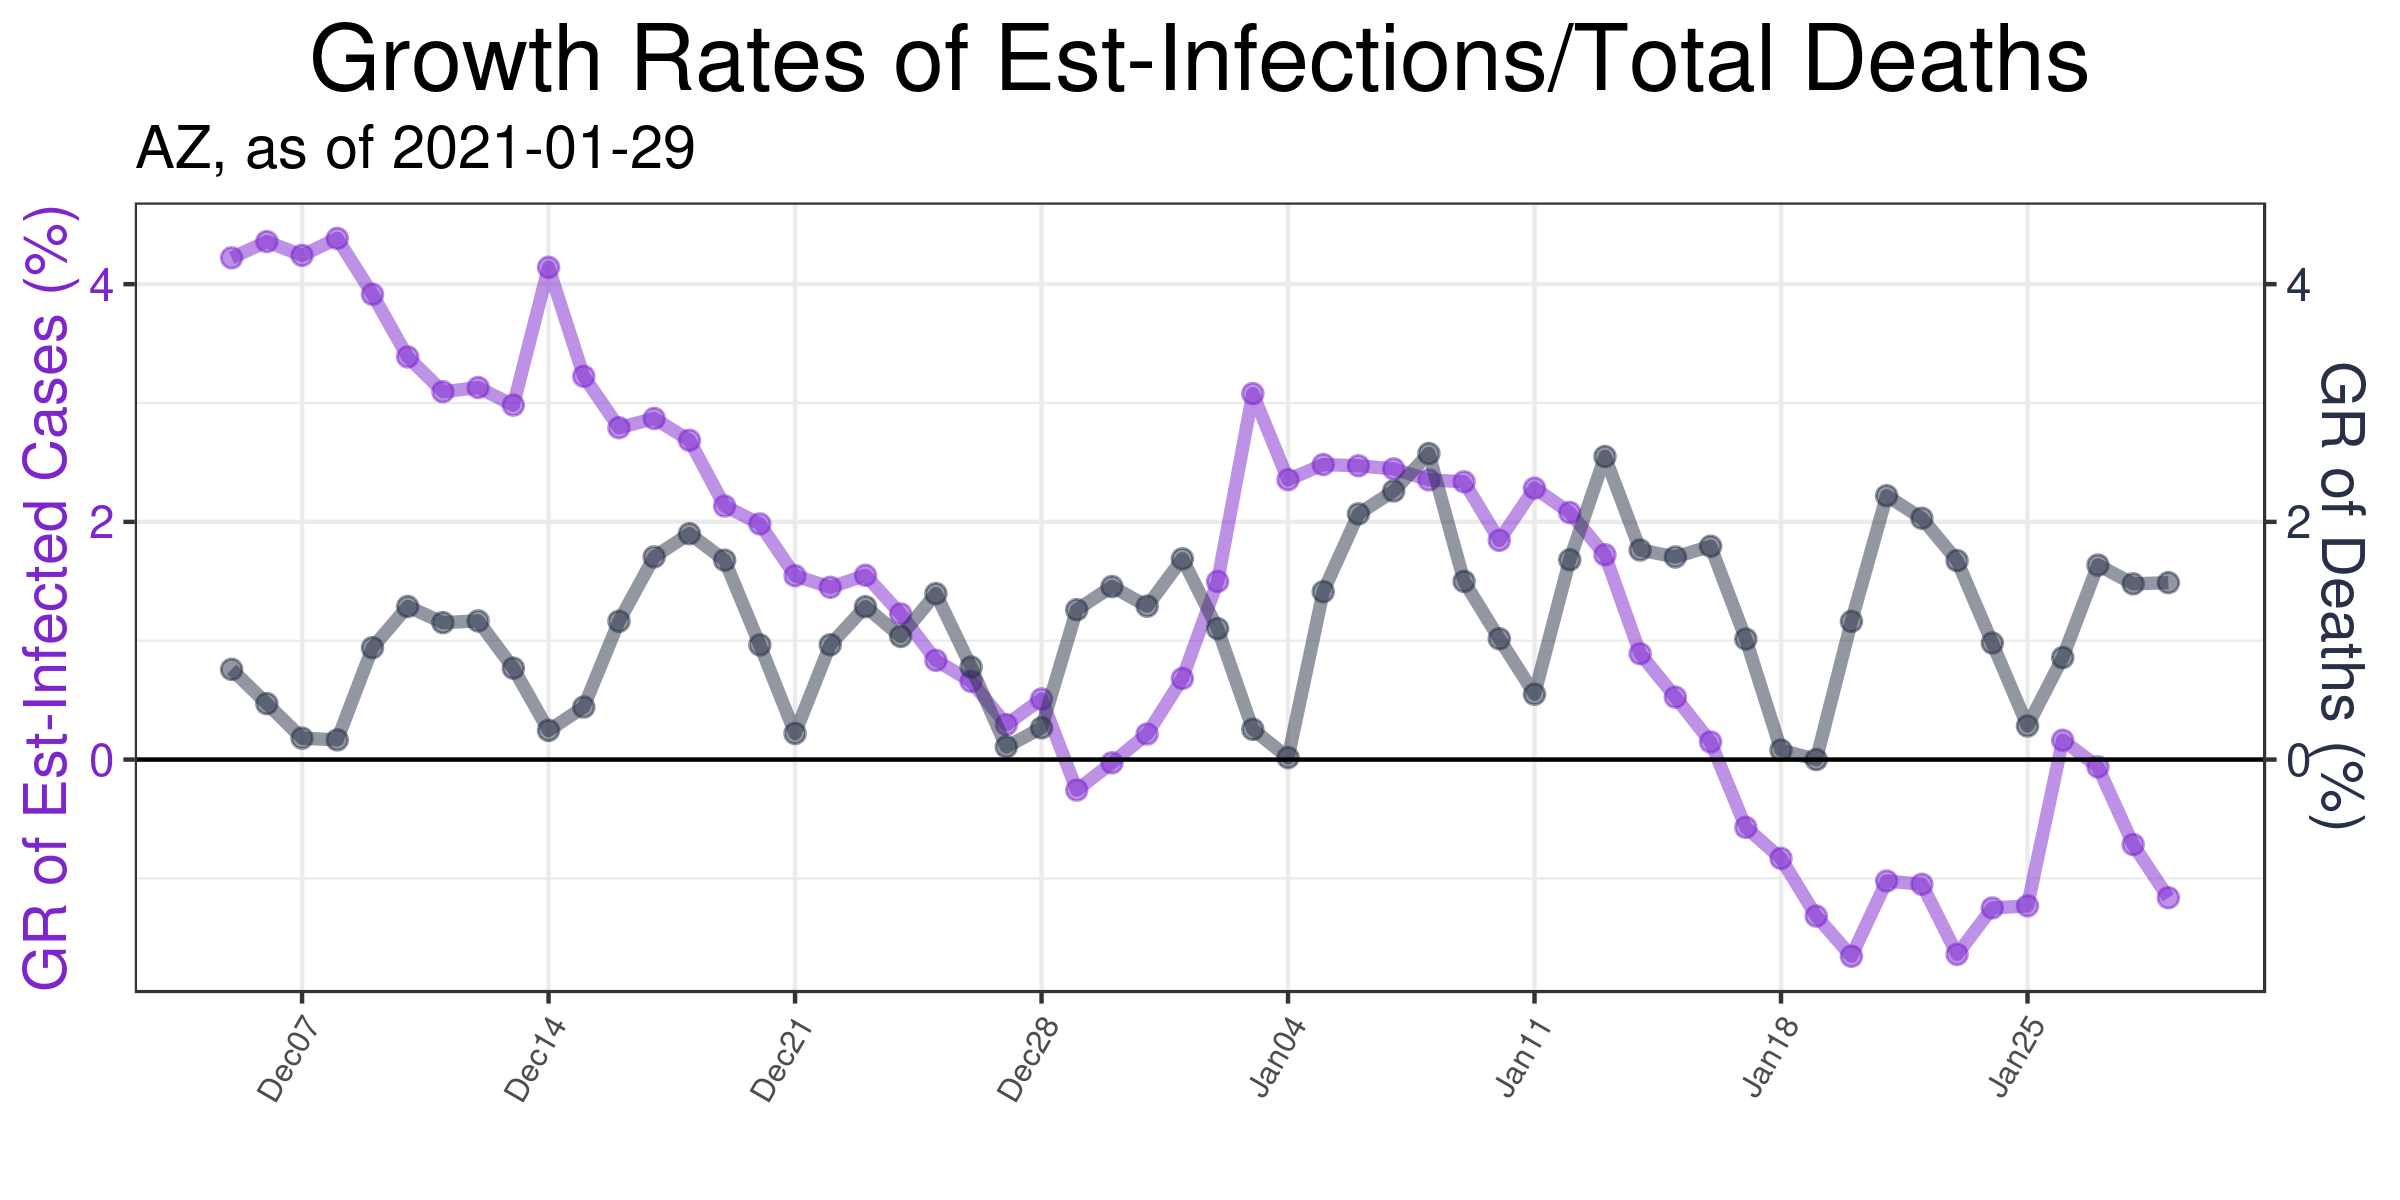 Growth Rates of Est-Infections/Total Deaths
AZ, as of 2021-01-29
GR of Est-Infected Cases (%)
4
2
0
4
2
0
GR of Deaths (%)
Dec07
Dec14
Dec21
Dec28
Jan04
Jan11
Jan18
Jan25